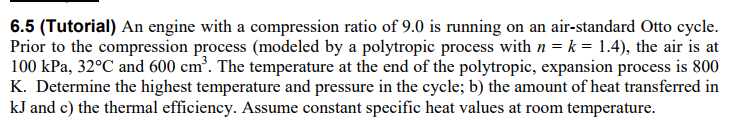 6.5 (Tutorial) An engine with a compression ratio of 9.0 is running on an air-standard Otto cycle.
Prior to the compression process (modeled by a polytropic process with n = k = 1.4), the air is at
100 kPa, 32°C and 600 cm³. The temperature at the end of the polytropic, expansion process is 800
K. Determine the highest temperature and pressure in the cycle; b) the amount of heat transferred in
kJ and c) the thermal efficiency. Assume constant specific heat values at room temperature.